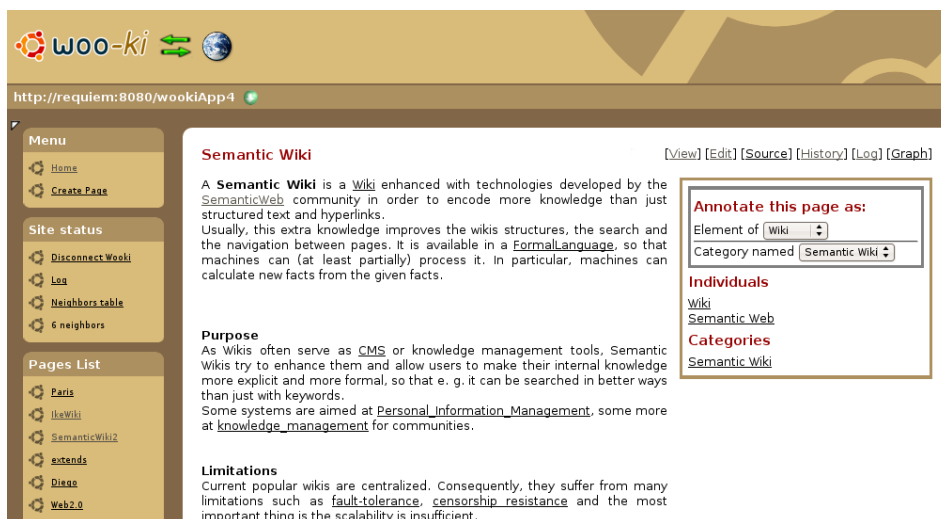 woo-ki
http://requiem:8080/wookiApp4
Menu
Home
Create Page
Site status
Disconnect Wooki
Log
Neighbors table
6 neighbors
Pages List
Paris
IkeWiki
SemanticWiki2
extends
Diego
Web2.0
Semantic Wiki
[View] [Edit] [Source] [History] [Log] [Graph]
A Semantic Wiki is a Wiki enhanced with technologies developed by the
SemanticWeb community in order to encode more knowledge than just
structured text and hyperlinks.
Usually, this extra knowledge improves the wikis structures, the search and
the navigation between pages. It is available in a FormalLanguage, so that
machines can (at least partially) process it. In particular, machines can
calculate new facts from the given facts.
Purpose
As Wikis often serve as CMS or knowledge management tools, Semantic
Wikis try to enhance them and allow users to make their internal knowledge
more explicit and more formal, so that e. g. it can be searched in better ways
than just with keywords.
Some systems are aimed at Personal_Information_Management, some more
at knowledge_management for communities.
Limitations
Current popular wikis are centralized. Consequently, they suffer from many
limitations such as fault-tolerance, censorship resistance and the most
important thing is the scalability is insufficient.
Annotate this page as:
Element of Wiki
Category named Semantic Wiki
Individuals
Wiki
Semantic Web
Categories
Semantic Wiki